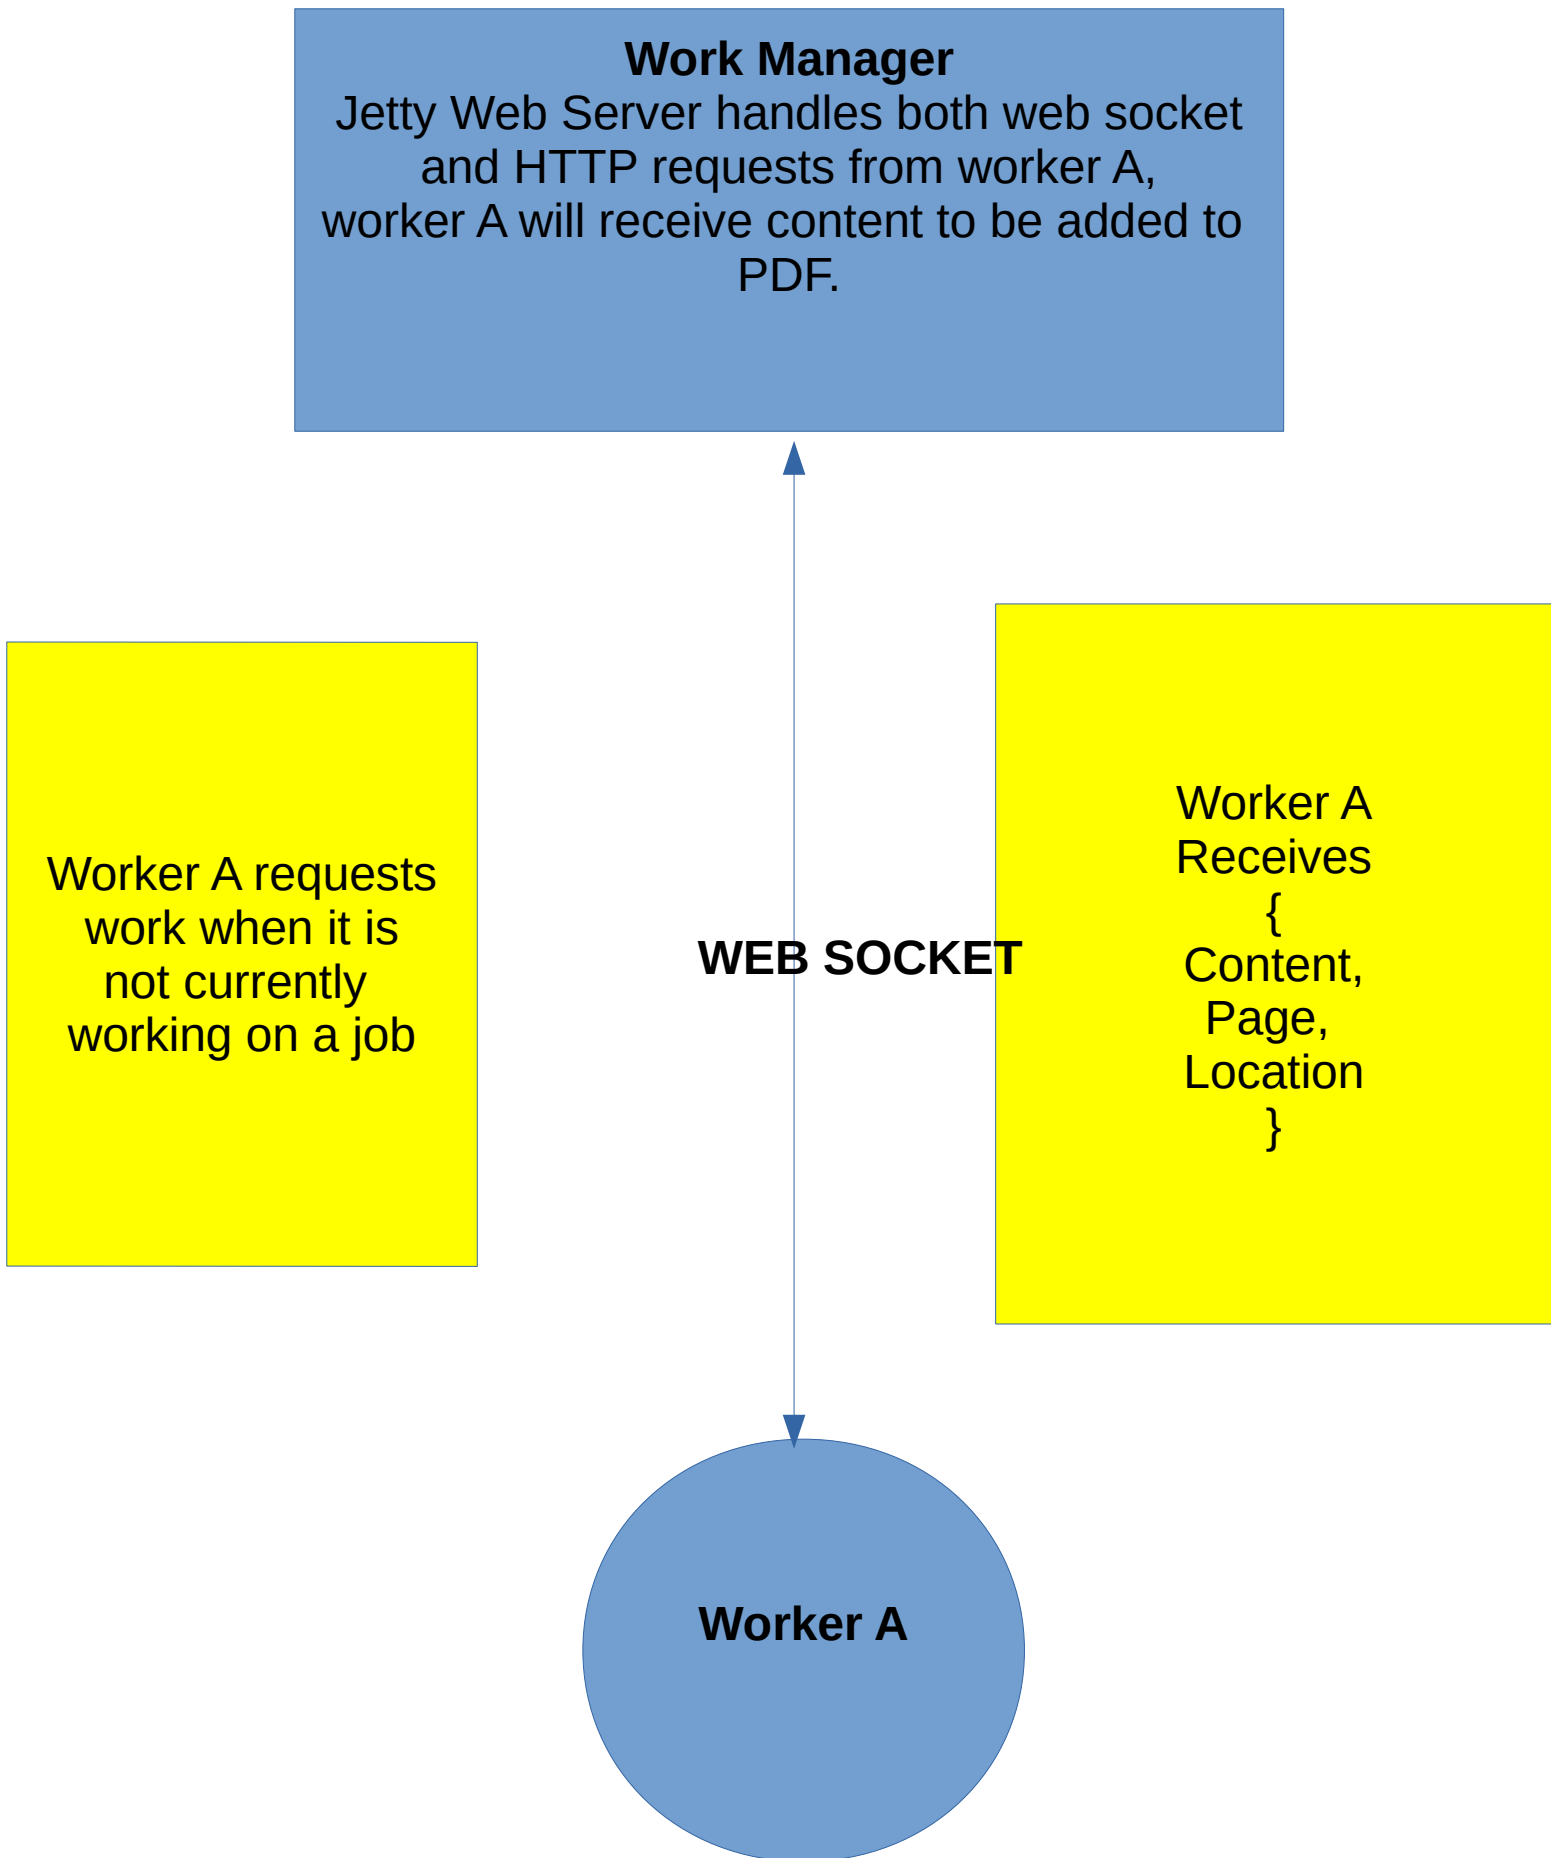 Work Manager
Jetty Web Server handles both web socket
and HTTP requests from worker A,
worker A will receive content to be added to
PDF.
Worker A requests
work when it is
not currently
working on a job
WEB SOCKET
Worker A
Receives
{
Content,
Page,
Location
}
Worker A